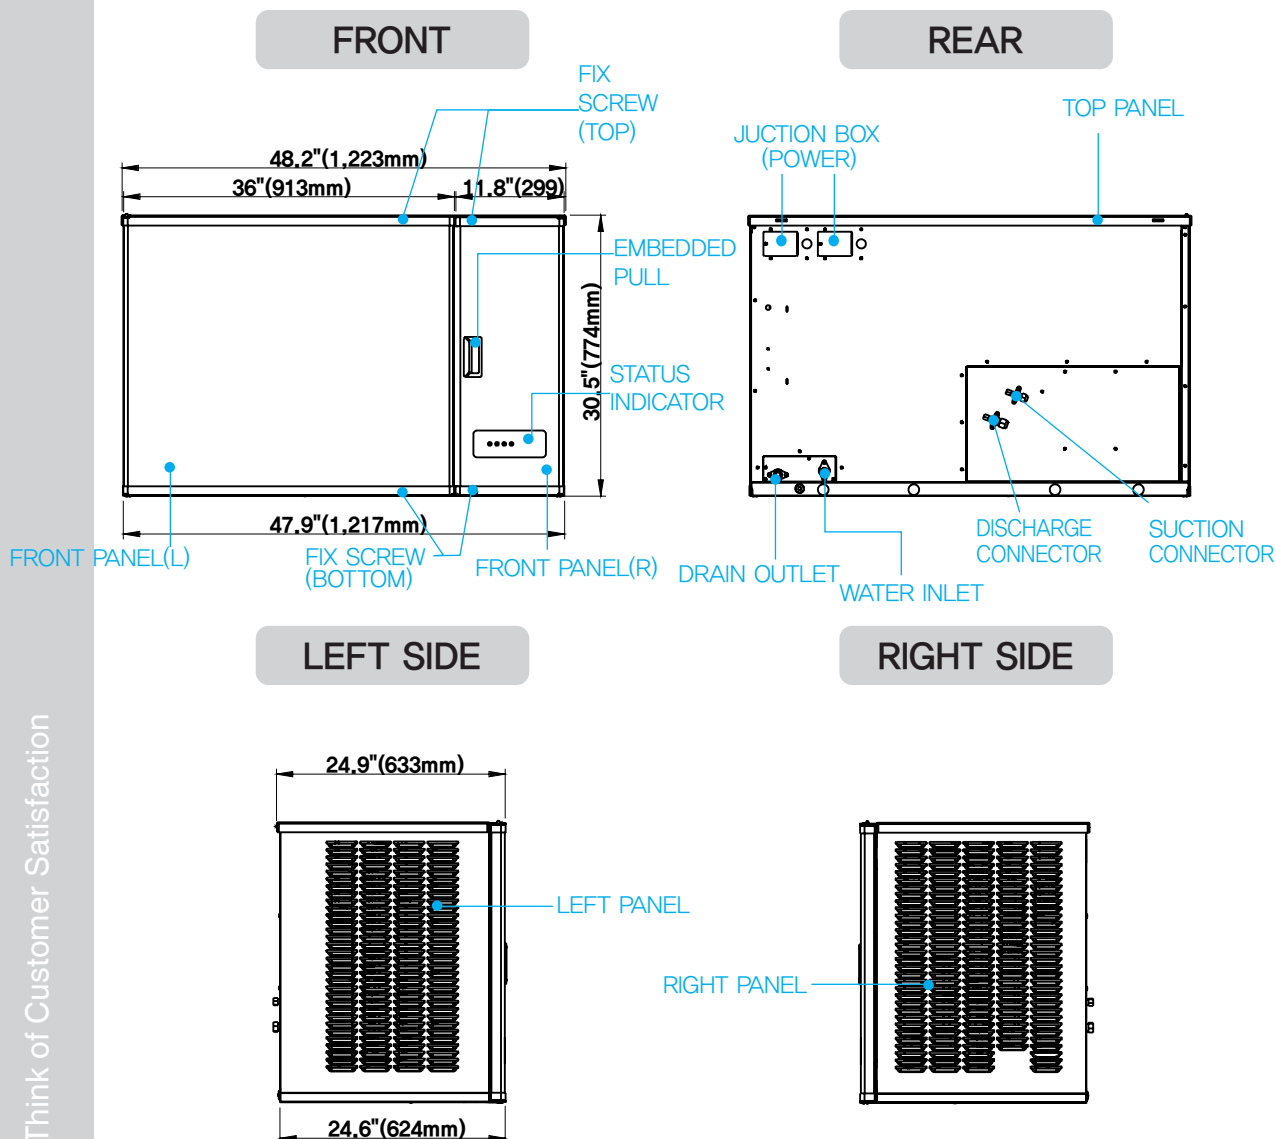 FRONT
REAR
FIX
SCREW
(TOP)
48.2"(1,223mm)
36"(913mm)
11.8"(299)
EMBEDDED
PULL
30.5"(774mm)
STATUS
INDICATOR
47.9"(1,217mm)
FRONT PANEL(L)
FIX SCREW
(BOTTOM)
FRONT PANEL(R)
TOP PANEL
JUCTION BOX
(POWER)
DISCHARGE
CONNECTOR
SUCTION
CONNECTOR
DRAIN OUTLET
WATER INLET
LEFT SIDE
RIGHT SIDE
24.9"(633mm)
LEFT PANEL
24.6"(624mm)
RIGHT PANEL
Think of Customer Satisfaction